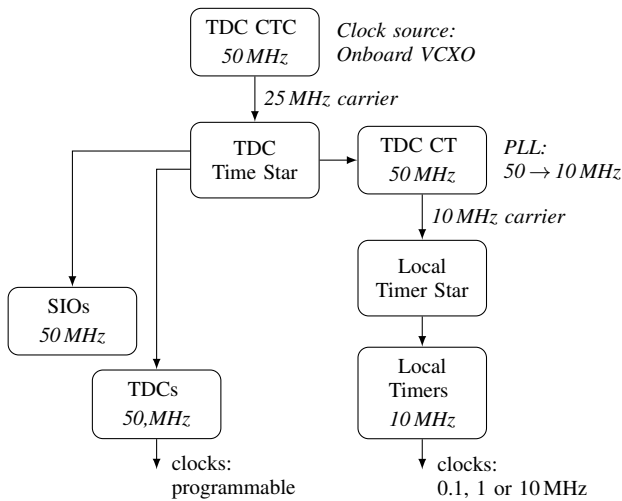 TDC CTC
50 MHz
Clock source:
Onboard VCXO
25 MHz carrier
TDC
Time Star
TDC CT
50 MHz
PLL:
50 → 10 MHz
10 MHz carrier
Local
Timer Star
SIOs
50 MHz
Local
Timers
10 MHz
TDCs
50,MHz
clocks:
programmable
clocks:
0.1, 1 or 10 MHz